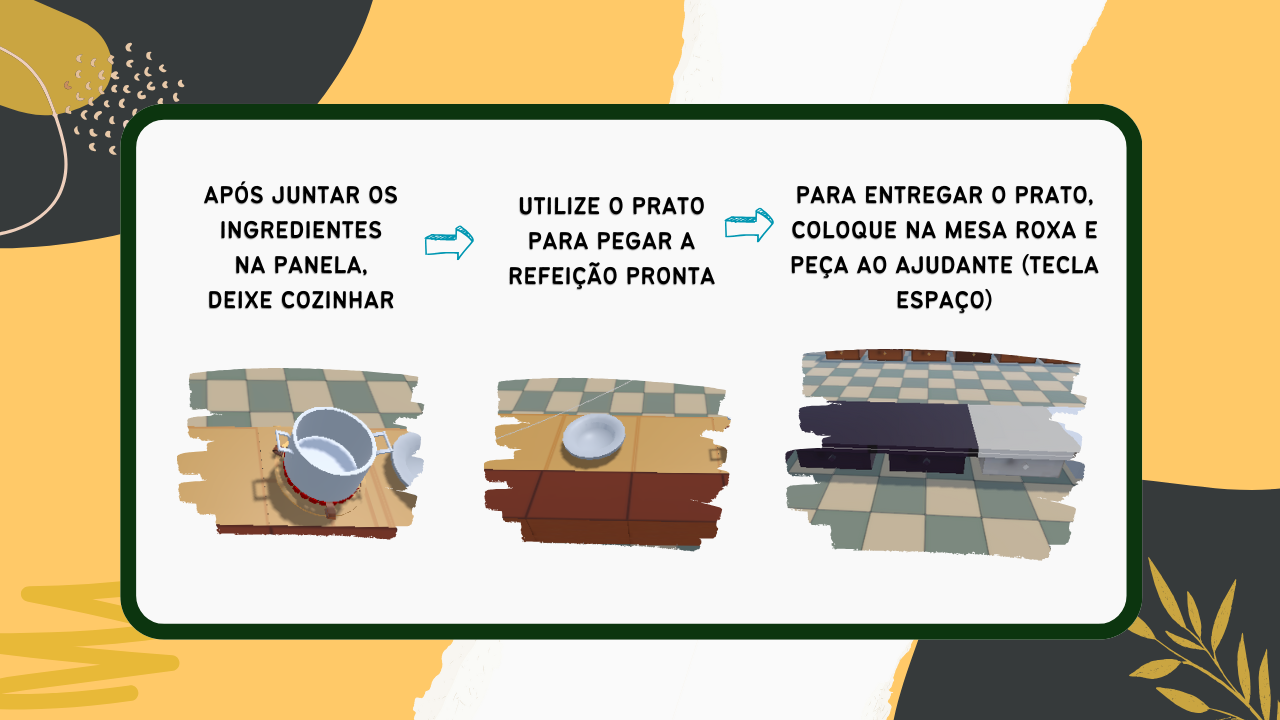 APÓS JUNTAR OS
INGREDIENTES
NA PANELA,
DEIXE COZINHAR
UTILIZE O PRATO
PARA PEGAR A
REFEIÇÃO PRONTA
PARA ENTREGAR O PRATO,
COLOQUE NA MESA ROXA E
PEÇA AO AJUDANTE (TECLA
ESPAÇO)